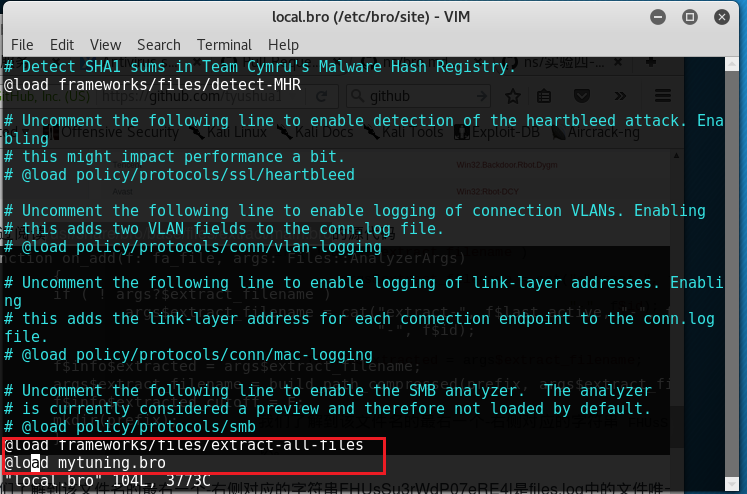 local.bro (/etc/bro/site) - VIM
File Edit View Search Terminal Help
# Detect SHA1 sums in Team Cymru's Malware Hash Registry.
@load frameworks/files/detect-MHR
# Uncomment the following line to enable detection of the heartbleed attack. Ena
bling
# this might impact performance a bit.
# @load policy/protocols/ssl/heartbleed
# Uncomment the following line to enable logging of connection VLANs. Enabling
# this adds two VLAN fields to the conn.log file.
# @load policy/protocols/conn/vlan-logging
# Uncomment the following line to enable logging of link-layer addresses. Enabli
ng
# this adds the link-layer address for each connection endpoint to the conn.log
file.
# @load policy/protocols/conn/mac-logging
# Uncomment the following line to enable the SMB analyzer.  The analyzer
# is currently considered a preview and therefore not loaded by default.
# @load policy/protocols/smb
@load frameworks/files/extract-all-files
@load mytuning.bro
"local.bro" 104L, 3773C